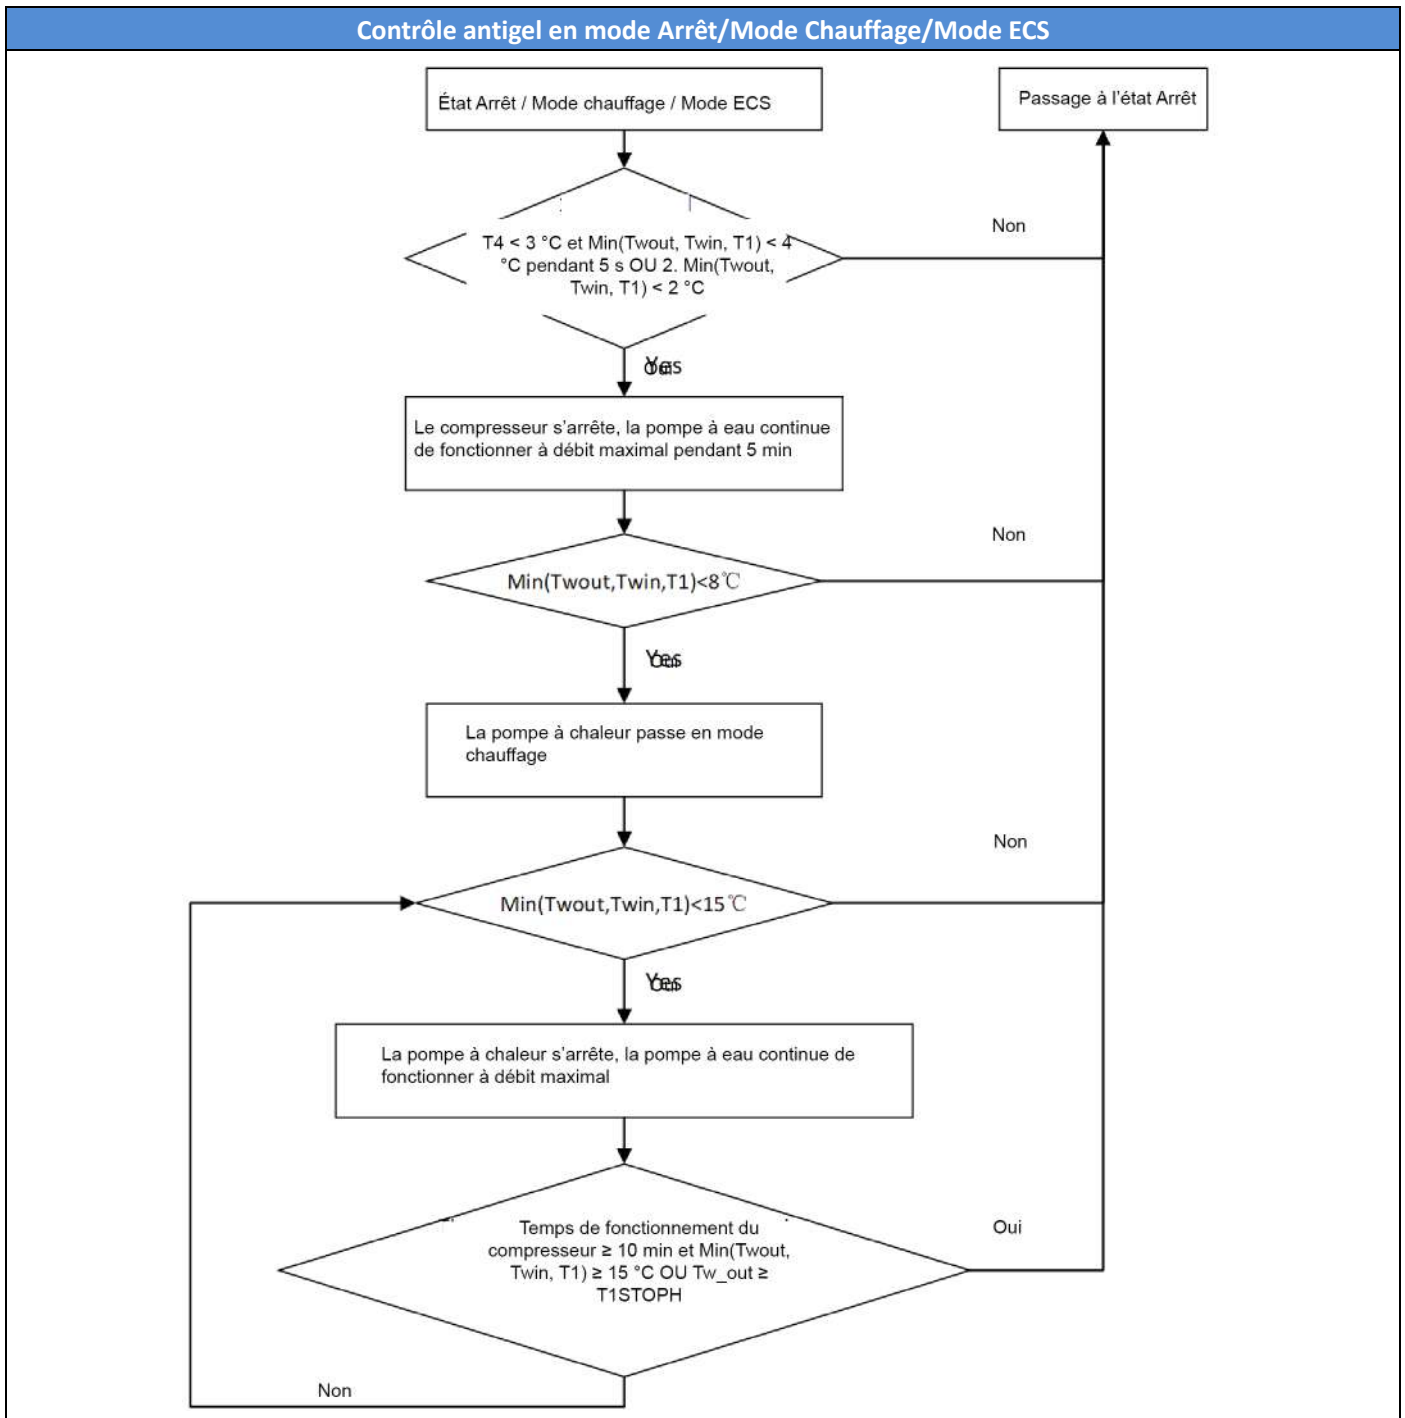 Contrôle antigel en mode Arrêt/Mode Chauffage/Mode ECS
État Arrêt / Mode chauffage / Mode ECS
Passage à l'état Arrêt
T4 < 3 °C et Min(Twout, Twin, T1) < 4
°C pendant 5 s OU 2. Min(Twout,
Twin, T1) < 2 °C
Non
Le compresseur s'arrête, la pompe à eau continue
de fonctionner à débit maximal pendant 5 min
Non
Min(Twout,Twin,T1)<8℃
La pompe à chaleur passe en mode
chauffage
Non
Min(Twout,Twin,T1)<15℃
La pompe à chaleur s'arrête, la pompe à eau continue de
fonctionner à débit maximal
Temps de fonctionnement du
compresseur ≥ 10 min et Min(Twout,
Twin, T1) ≥ 15 °C OU Tw_out ≥
T1STOPH
Oui
Non